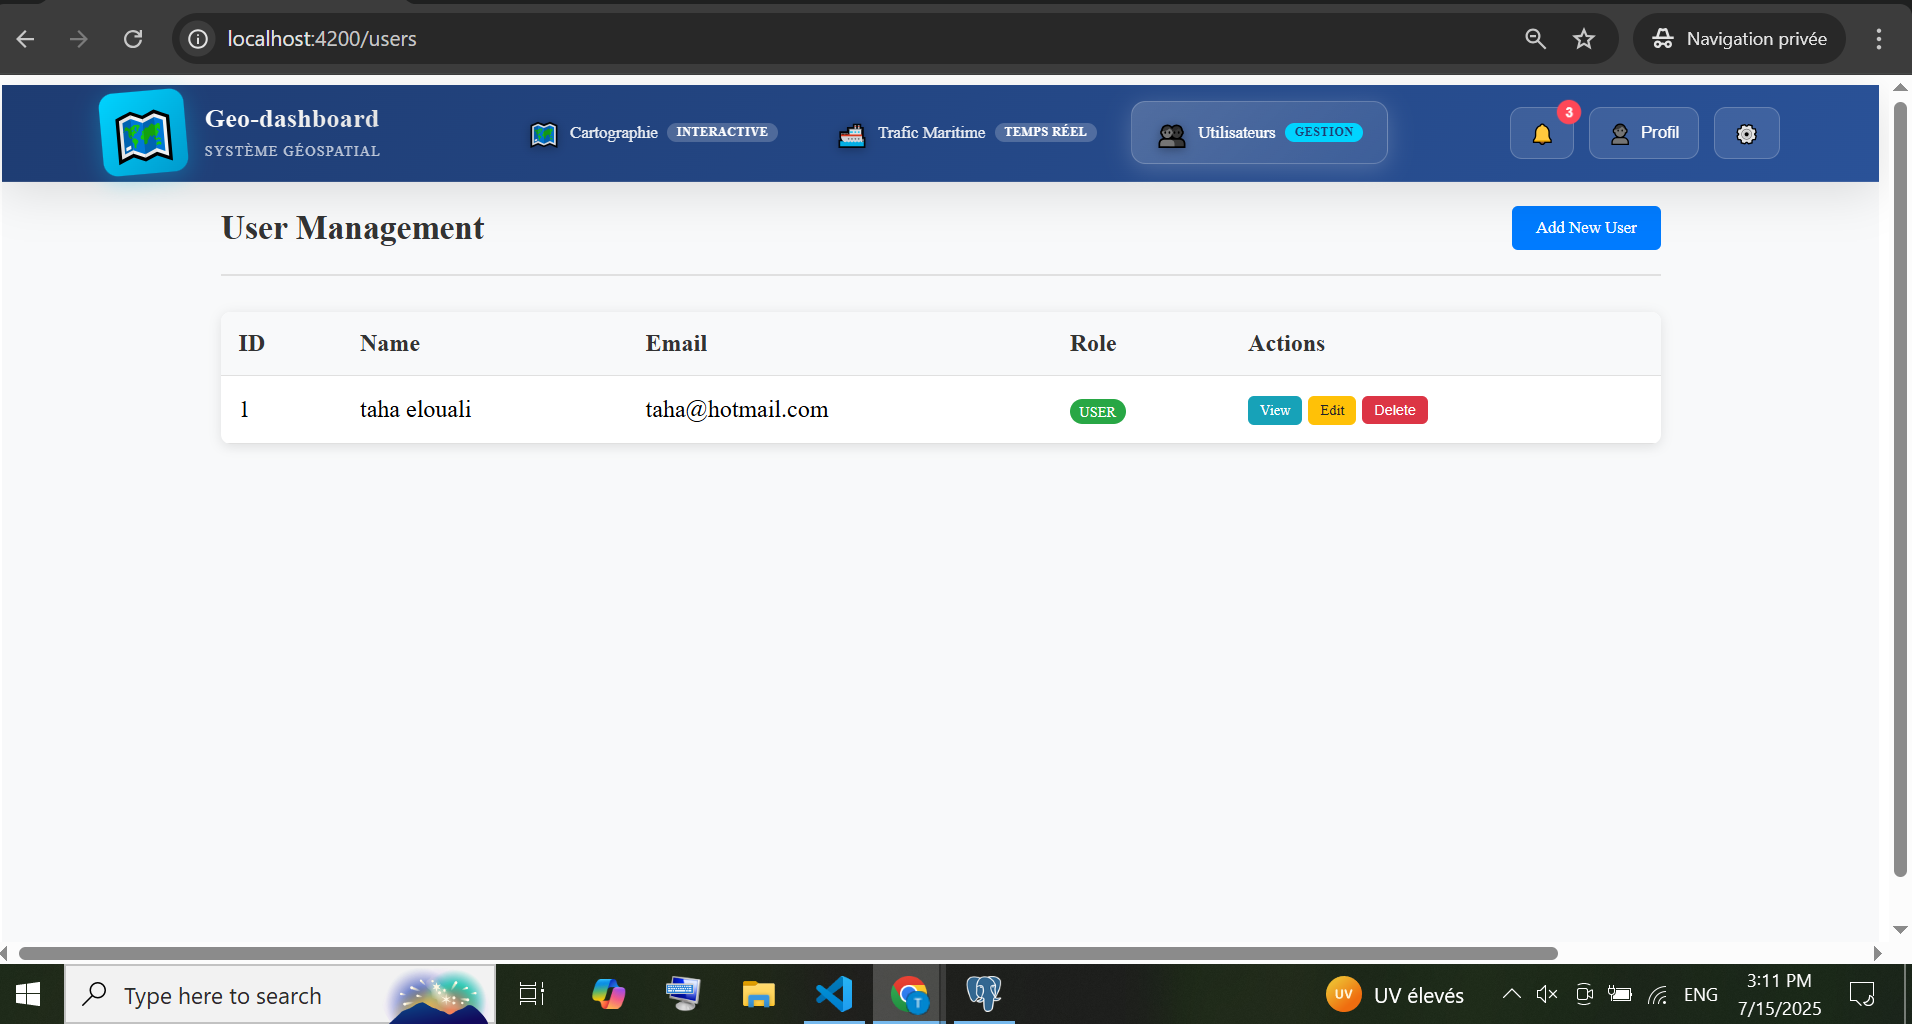 localhost:4200/users
Navigation privée
Geo-dashboard
SYSTÈME GÉOSPATIAL
Cartographie INTERACTIVE
Trafic Maritime TEMPS RÉEL
Utilisateurs GESTION
3
Profil
User Management
Add New User
ID Name Email Role Actions
1 taha elouali taha@hotmail.com USER View Edit Delete
Type here to search
T
UV
UV élevés
ENG
3:11 PM
7/15/2025